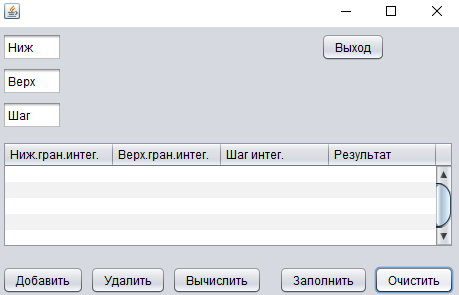 Ниж
Выход
Верх
Шаг
Ниж.гран.интег. Верх.гран.интег. Шаг интег. Результат
Добавить Удалить Вычислить Заполнить Очистить